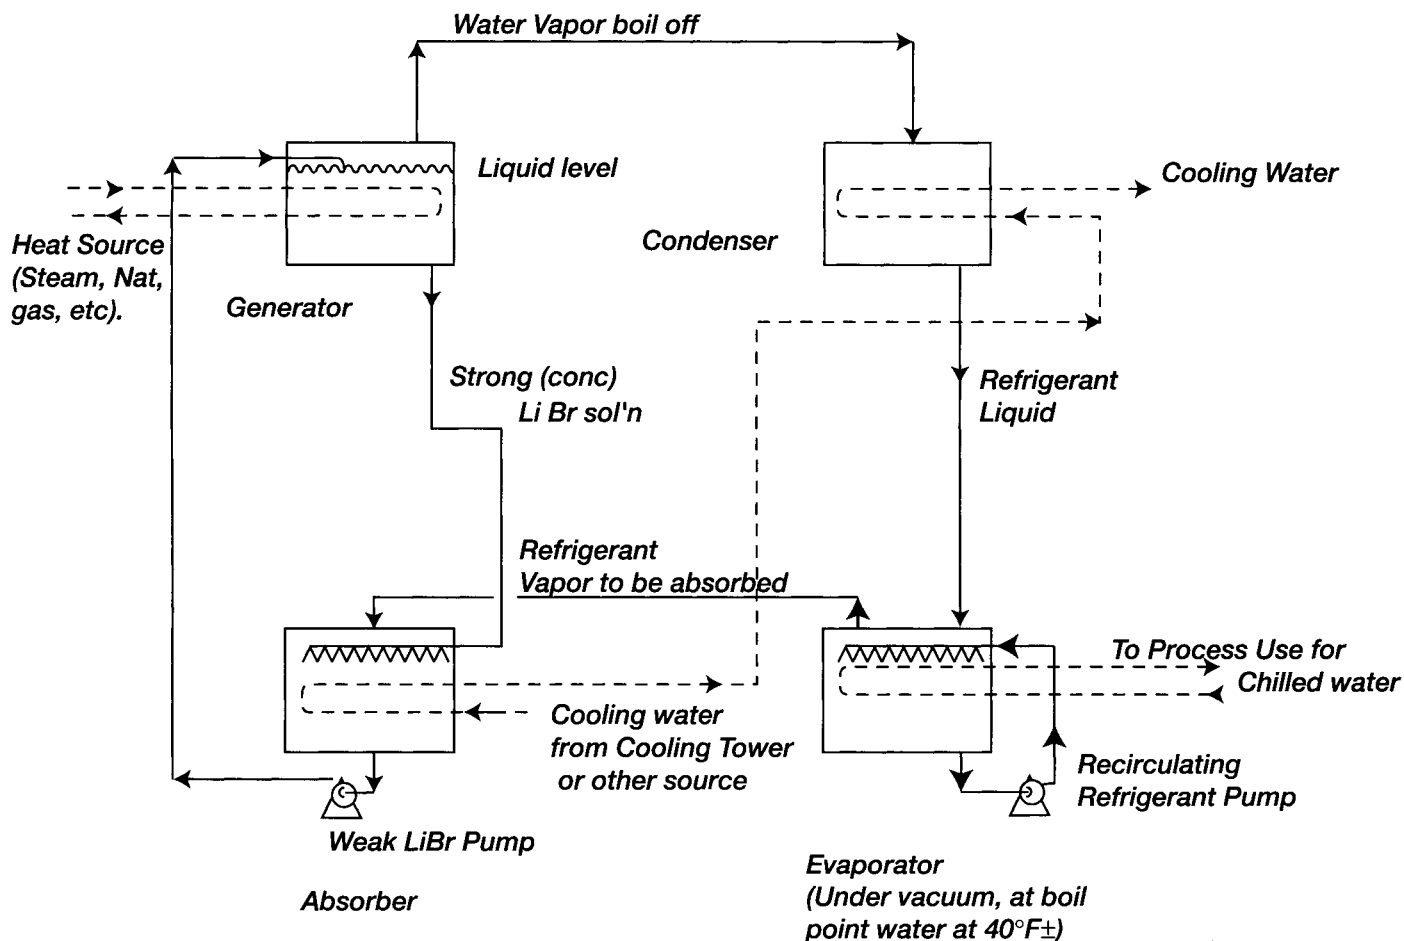 Water Vapor boil off
Liquid level
Cooling Water
Condenser
Heat Source
(Steam, Nat,
gas, etc).
Generator
Strong (conc)
Li Br sol'n
Refrigerant
Liquid
Refrigerant
Vapor to be absorbed
To Process Use for
Chilled water
Cooling water
from Cooling Tower
or other source
Recirculating
Refrigerant Pump
Weak LiBr Pump
Absorber
Evaporator
(Under vacuum, at boil
point water at 40°F±)